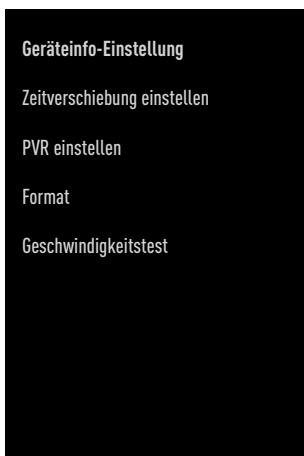 Geräteinfo-Einstellung
Zeitverschiebung einstellen
PVR einstellen
Format
Geschwindigkeitstest